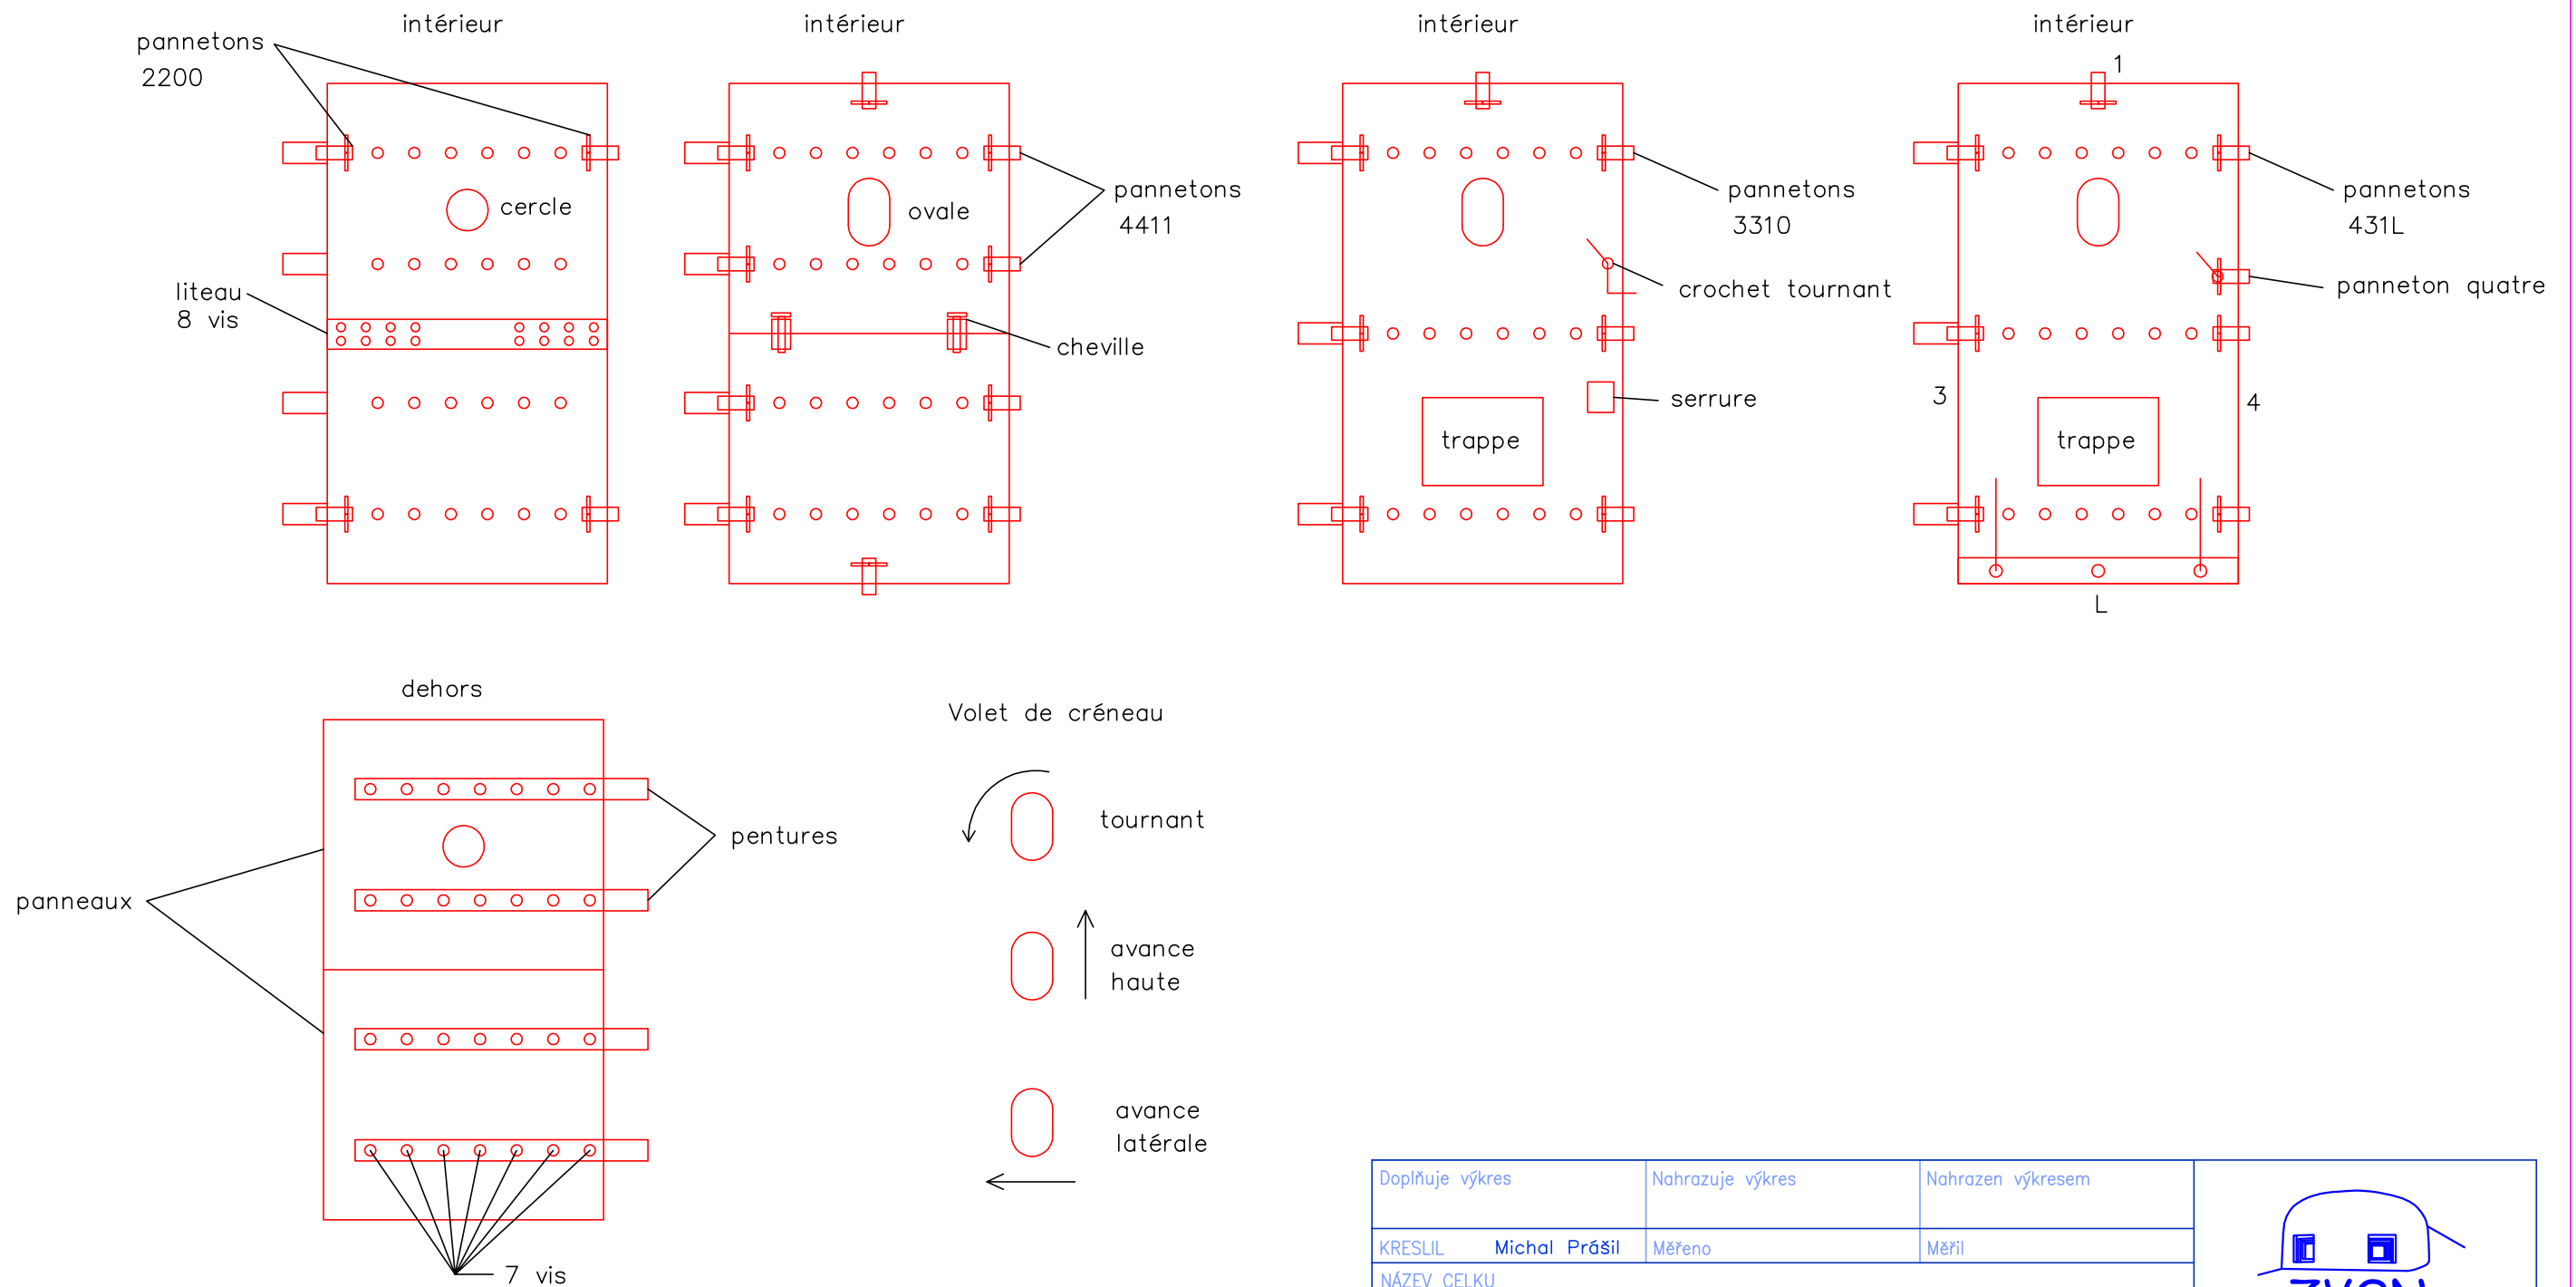 intérieur
pannetons
2200
cercle
liteau
8 vis
intérieur
ovale
pannetons
4411
cheville
intérieur
pannetons
3310
crochet tournant
serrure
trappe
intérieur
1
pannetons
431L
panneton quatre
3
4
trappe
L
dehors
pentures
panneaux
7 vis
Volet de créneau
tournant
avance
haute
avance
latérale
Doplňuje výkres
Nahrazuje výkres
Nahrazen výkresem
KRESLIL Michal Prášil
Měřeno
Měřil
NÁZEV CELKU